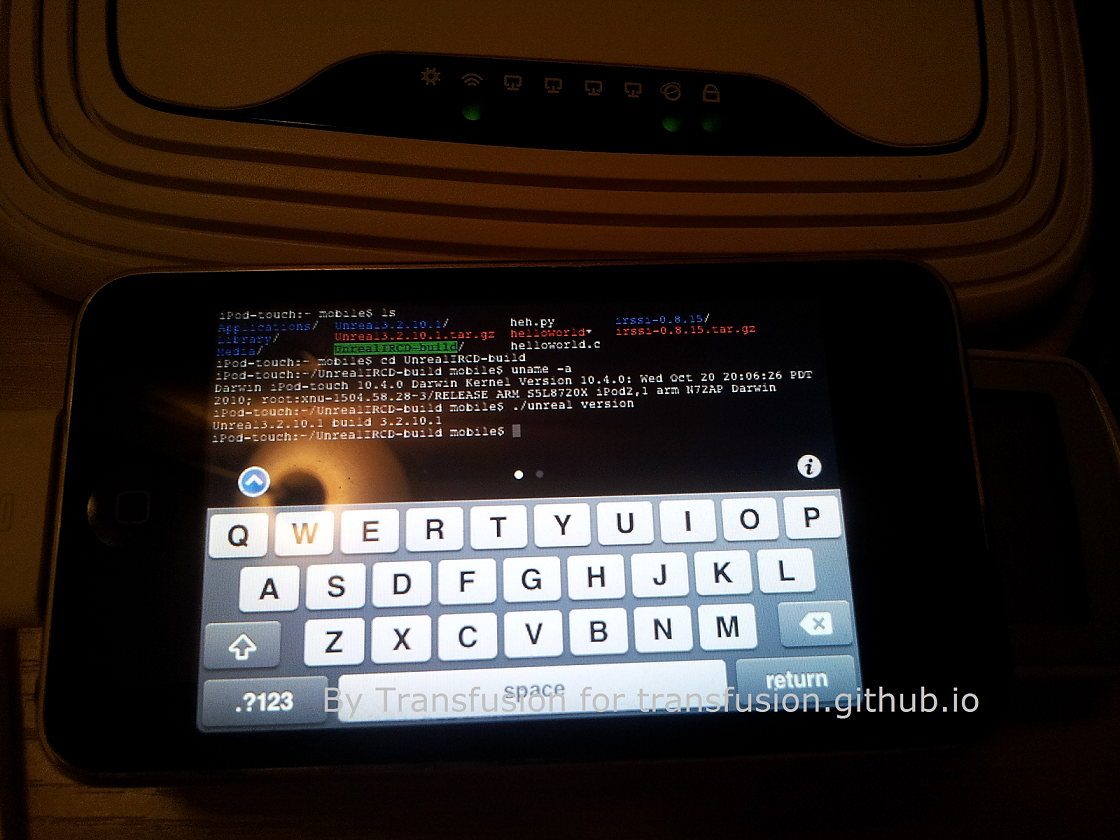 iPod-touch:~ mobile$ ls
Applications/ Unreal3.2.10.1/ heh.py irssi-0.8.15/
Library/ Unreal3.2.10.1.tar.gz helloworld* irssi-0.8.15.tar.gz
Media/ UnrealIRCD-build/ helloworld.c
iPod-touch:~ mobile$ cd UnrealIRCD-build
iPod-touch:~/UnrealIRCD-build mobile$ uname -a
Darwin iPod-touch 10.4.0 Darwin Kernel Version 10.4.0: Wed Oct 20 20:06:26 PDT
2010; root:xnu-1504.58.28~3/RELEASE_ARM_S5L8720X iPod2,1 arm N72AP Darwin
iPod-touch:~/UnrealIRCD-build mobile$ ./unreal version
Unreal3.2.10.1 build 3.2.10.1
iPod-touch:~/UnrealIRCD-build mobile$
Q W E R T Y U I O P
A S D F G H J K L
Z X C V B N M
.?123 space return
By Transfusion for transfusion.github.io